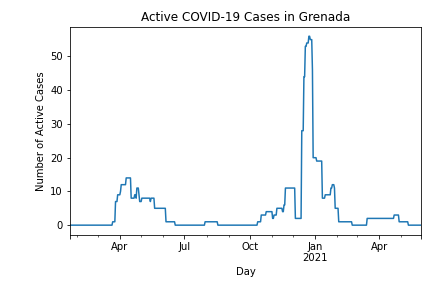 Active COVID-19 Cases in Grenada
Number of Active Cases
50
40
30
20
10
0
Apr Jul Oct Jan Apr
2021
Day